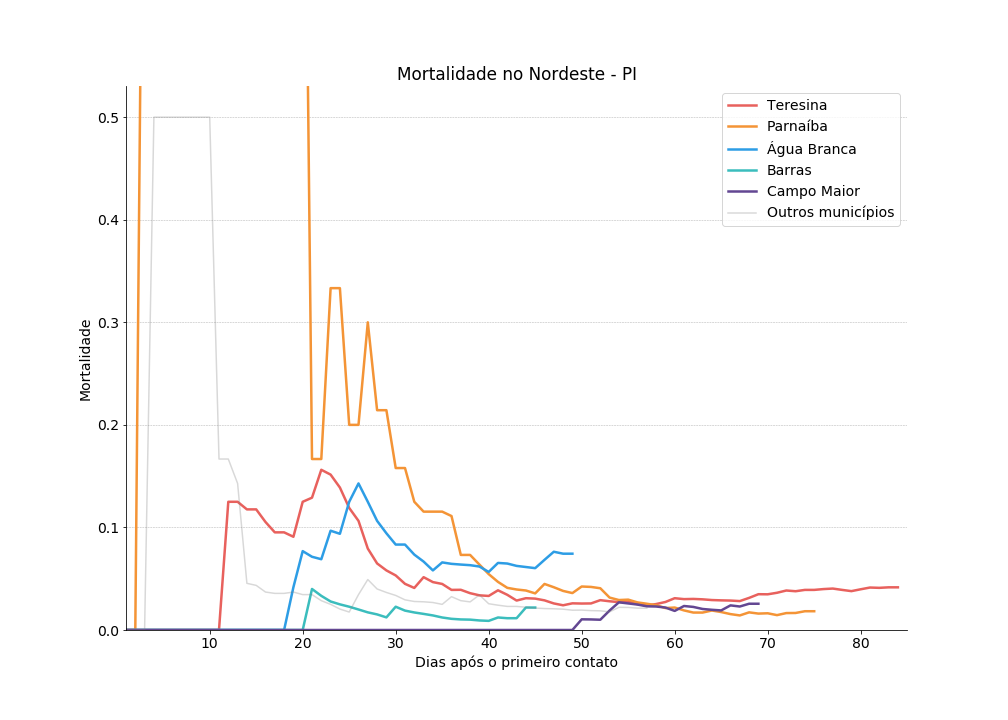 Mortalidade no Nordeste - PI
Teresina
Parnaíba
Água Branca
Barras
Campo Maior
Outros municípios
Mortalidade
0.5
0.4
0.3
0.2
0.1
0.0
10 20 30 40 50 60 70 80
Dias após o primeiro contato